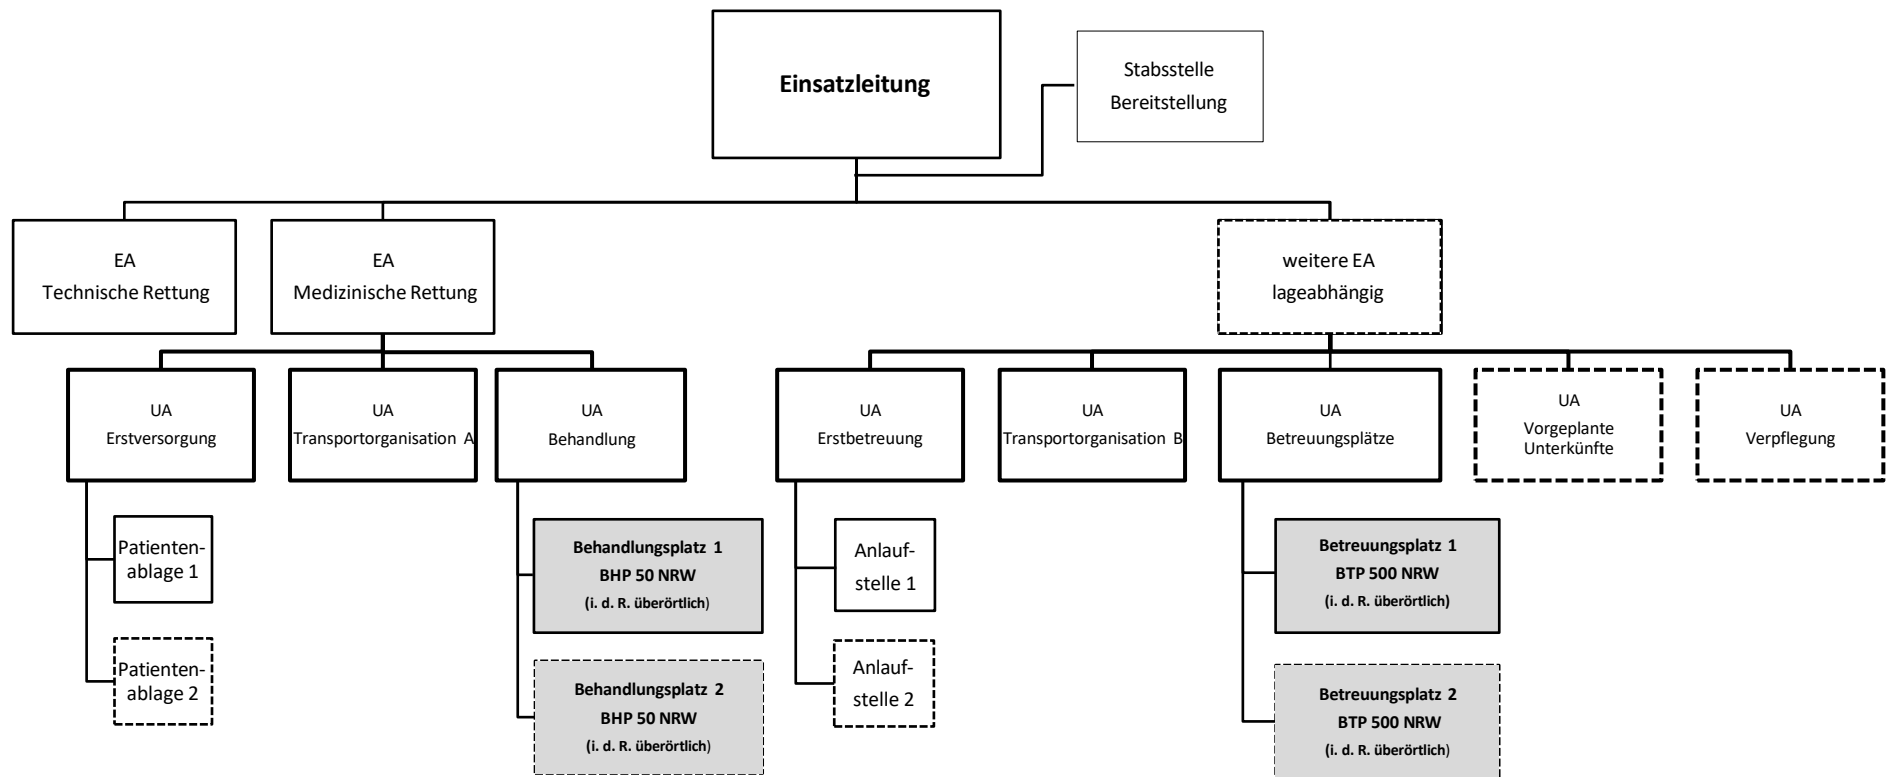 Einsatzleitung
Stabsstelle
Bereitstellung
EA
Technische Rettung
EA
Medizinische Rettung
weitere EA
lageabhängig
UA
Erstversorgung
UA
Transportorganisation A
UA
Behandlung
UA
Erstbetreuung
UA
Transportorganisation B
UA
Betreuungsplätze
UA
Vorgeplante
Unterkünfte
UA
Verpflegung
Patienten-
ablage 1
Behandlungsplatz 1
BHP 50 NRW
(i. d. R. überörtlich)
Anlauf-
stelle 1
Betreuungsplatz 1
BTP 500 NRW
(i. d. R. überörtlich)
Patienten-
ablage 2
Behandlungsplatz 2
BHP 50 NRW
(i. d. R. überörtlich)
Anlauf-
stelle 2
Betreuungsplatz 2
BTP 500 NRW
(i. d. R. überörtlich)